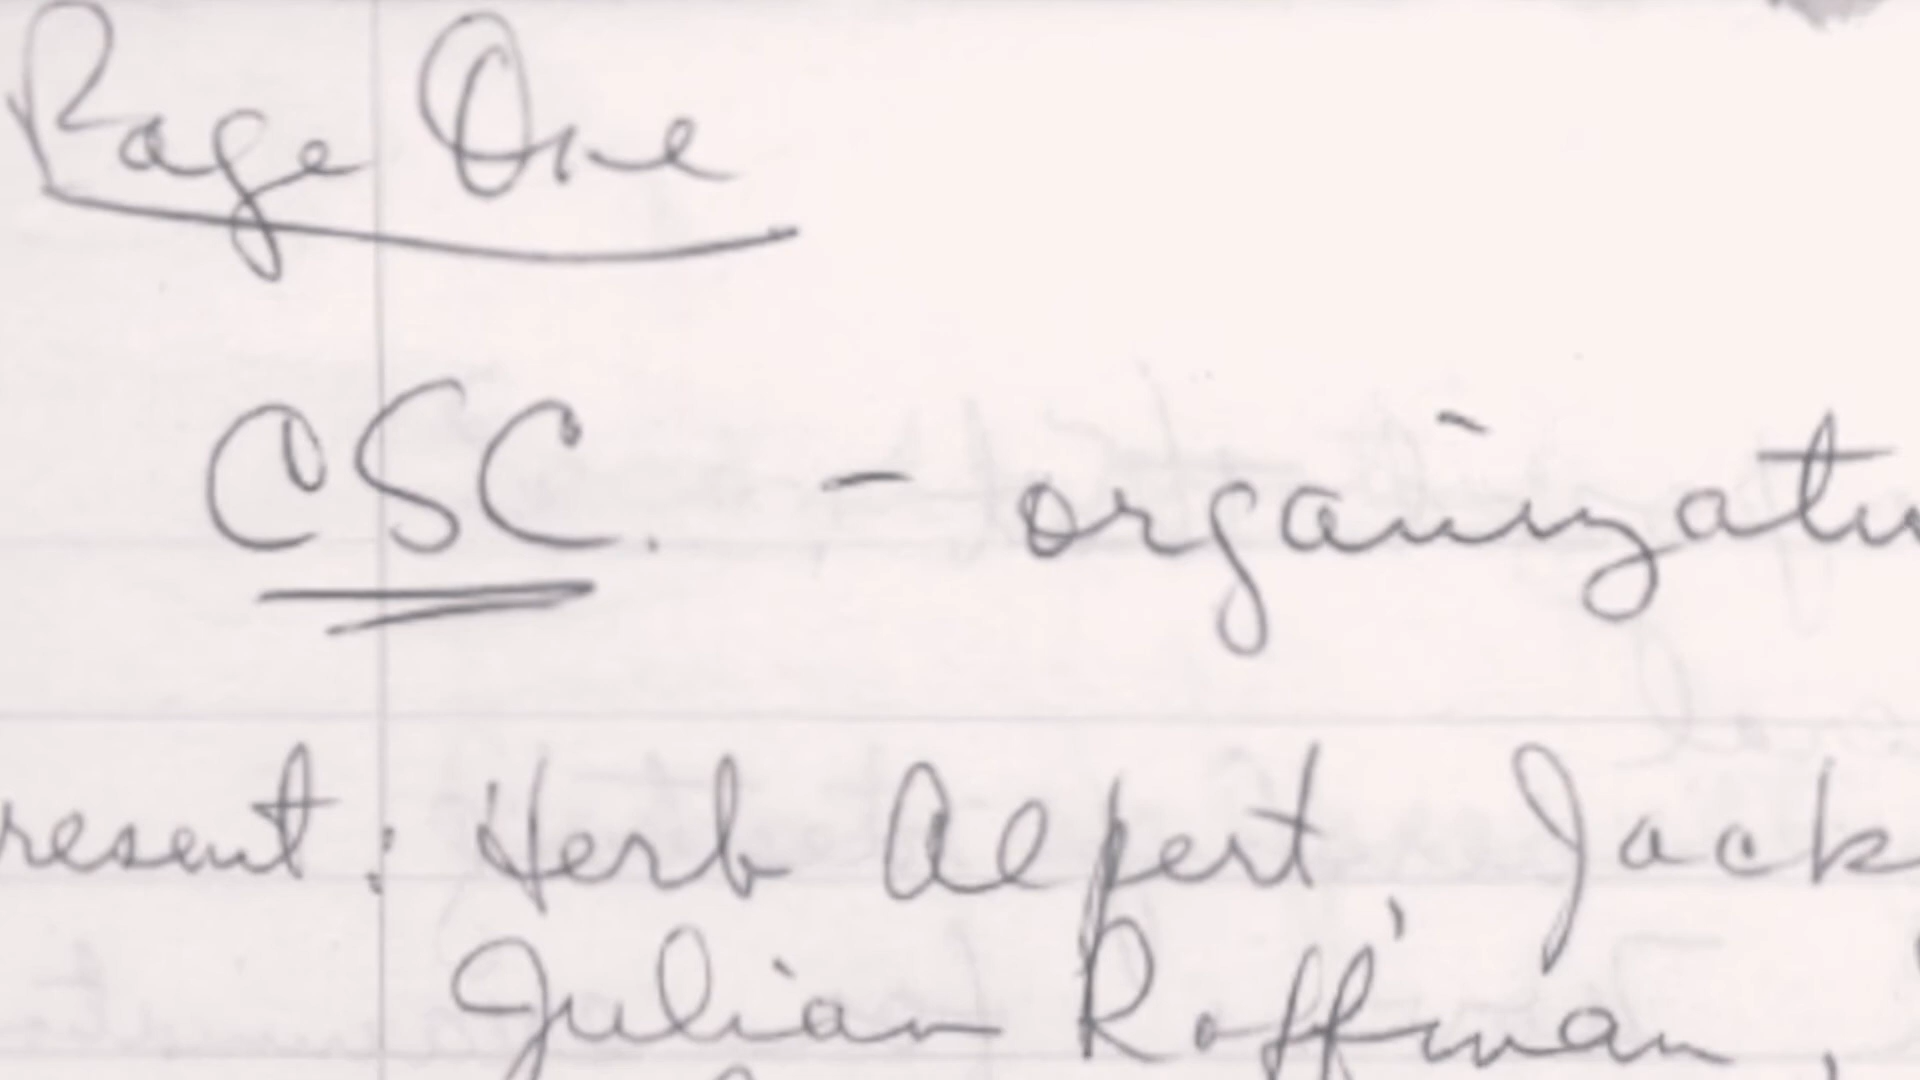 Page One
CSC. - organizatio
resent: Herb Alpert, Jack
Julian Roffman,